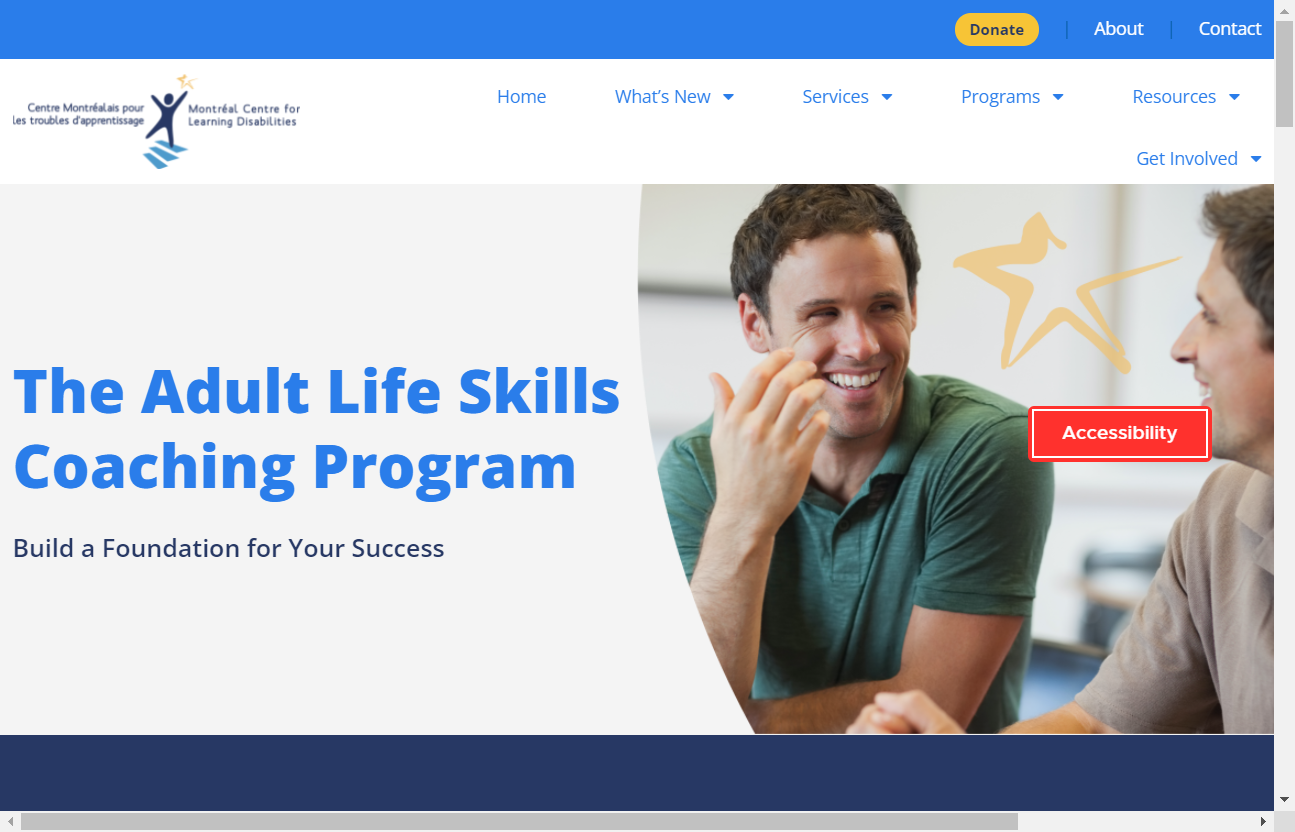 Donate | About | Contact
Centre Montréalais pour
les troubles d'apprentissage
Montréal Centre for
Learning Disabilities
Home What's New Services Programs Resources
Get Involved
The Adult Life Skills
Coaching Program
Build a Foundation for Your Success
Accessibility